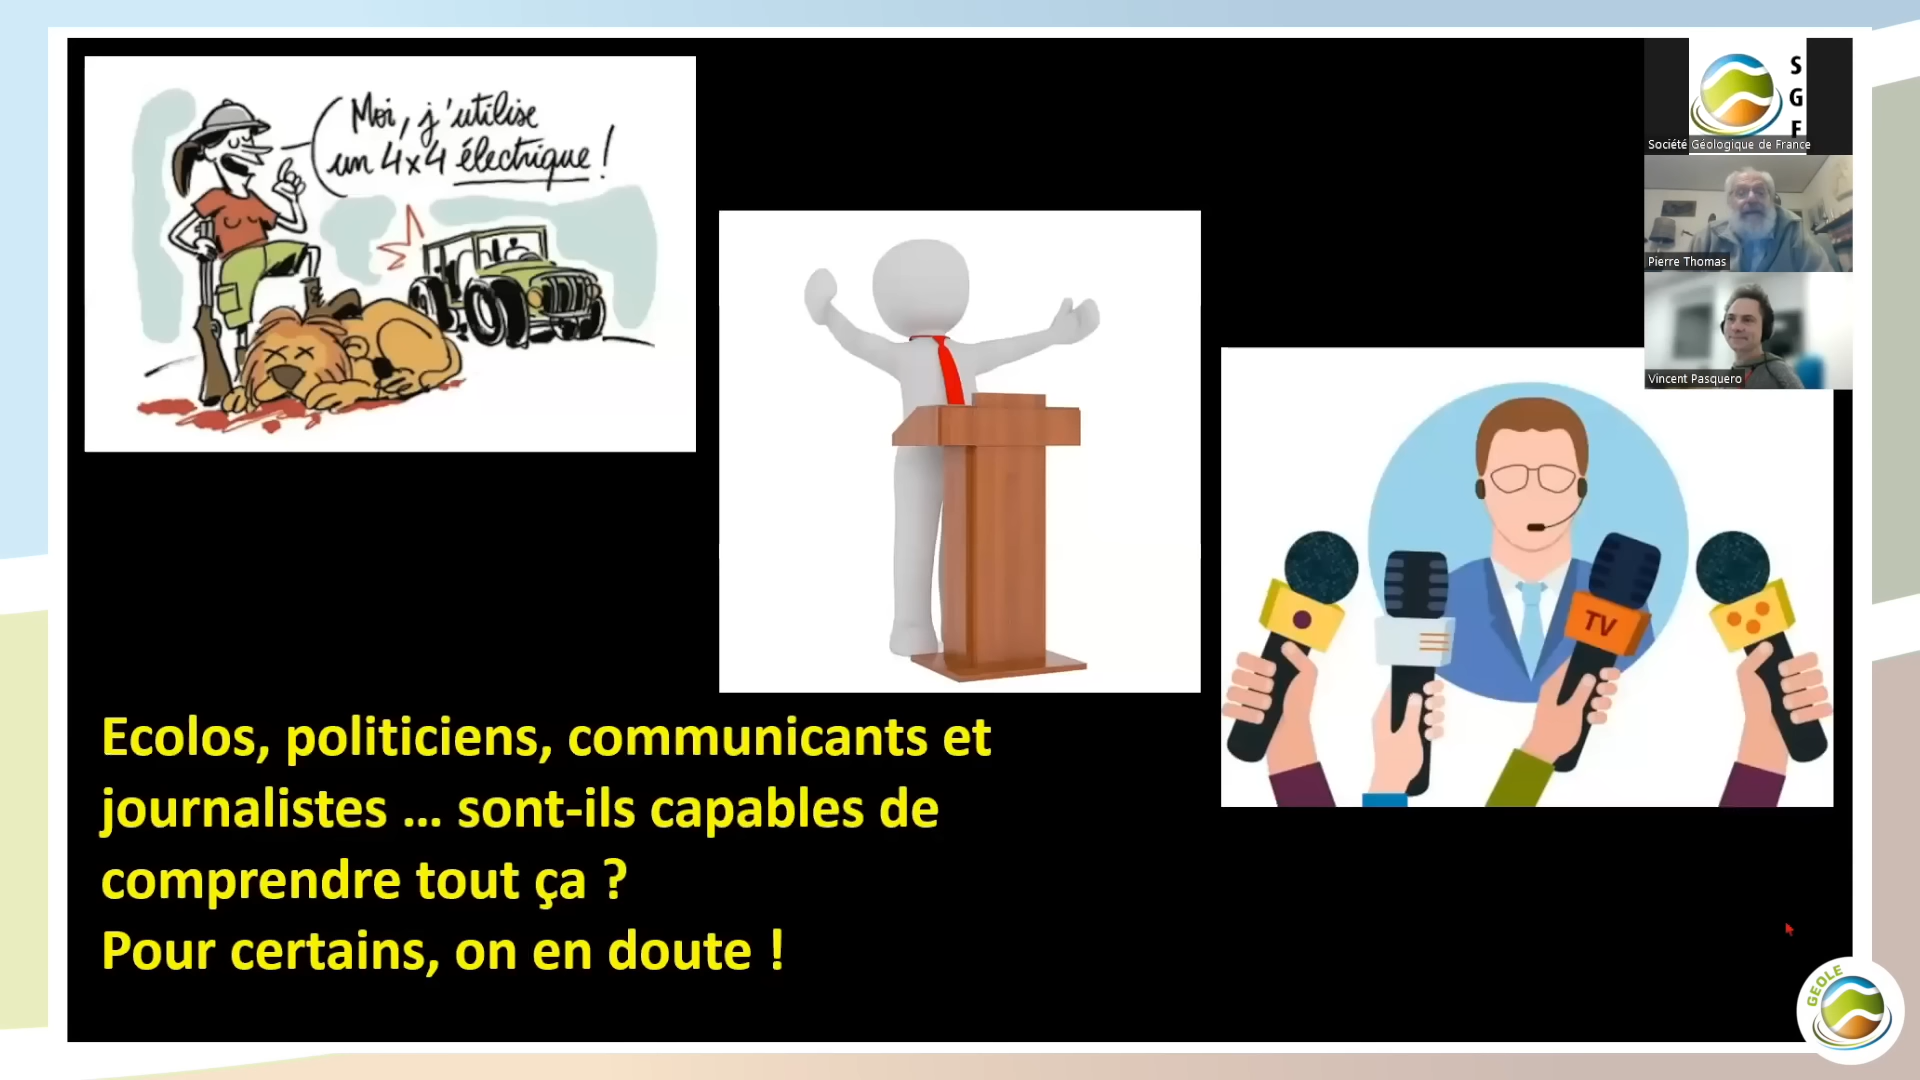 Moi, j'utilise
un 4x4 électrique !
S
G
F
Société Géologique de France
Pierre Thomas
Vincent Pasquero
TV
Ecolos, politiciens, communicants et
journalistes ... sont-ils capables de
comprendre tout ça ?
Pour certains, on en doute !
GEOLE